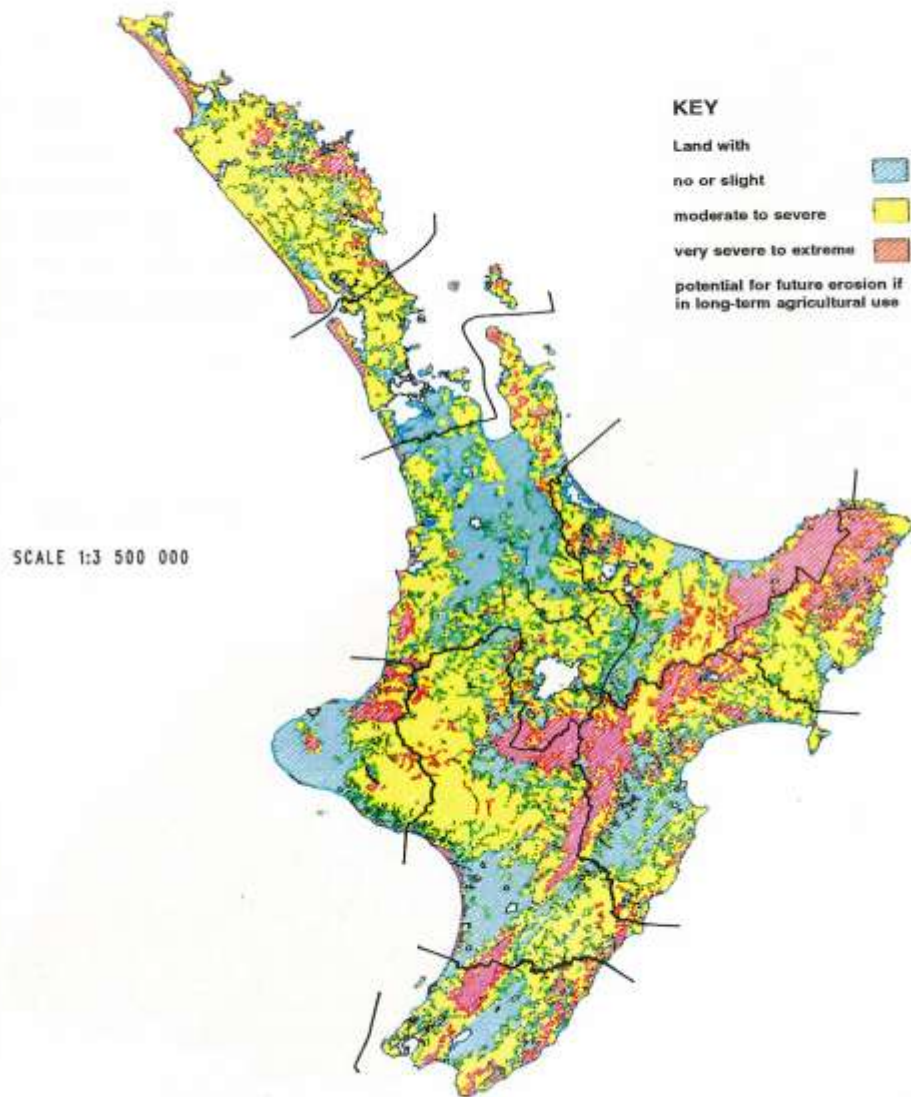 KEY
Land with
no or slight
moderate to severe
very severe to extreme
potential for future erosion if
in long-term agricultural use
SCALE 1:3 500 000